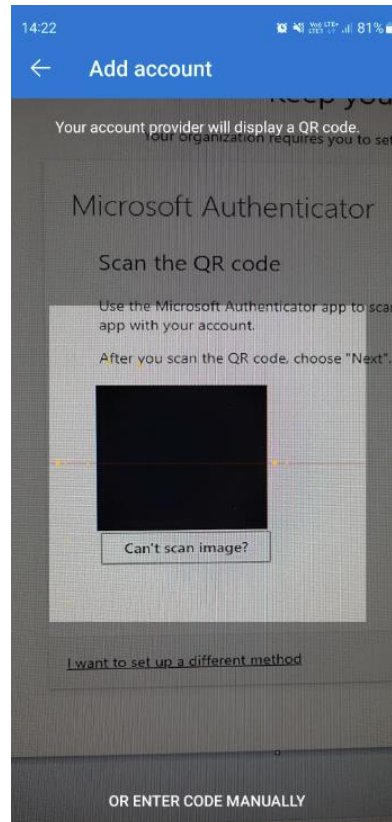 14:22
81%
Add account
Your account provider will display a QR code.
Your organization requires you to set
Microsoft Authenticator
Scan the QR code
Use the Microsoft Authenticator app to scan
app with your account.
After you scan the QR code, choose "Next".
Can't scan image?
I want to set up a different method
OR ENTER CODE MANUALLY